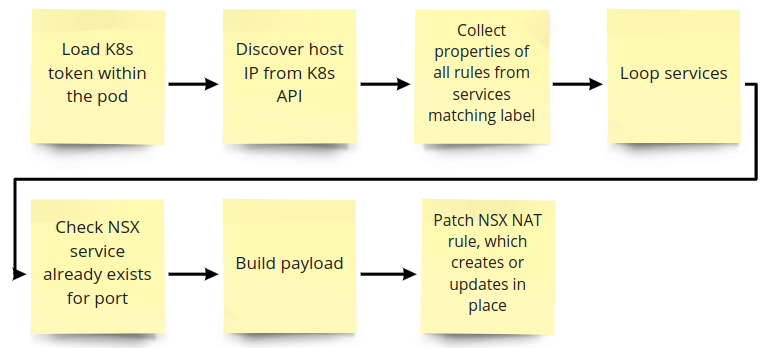 Load K8s
token within
the pod
Discover host
IP from K8s
API
Collect
properties of
all rules from
services
matching label
Loop services
Check NSX
service
already exists
for port
Build payload
Patch NSX NAT
rule, which
creates or
updates in
place